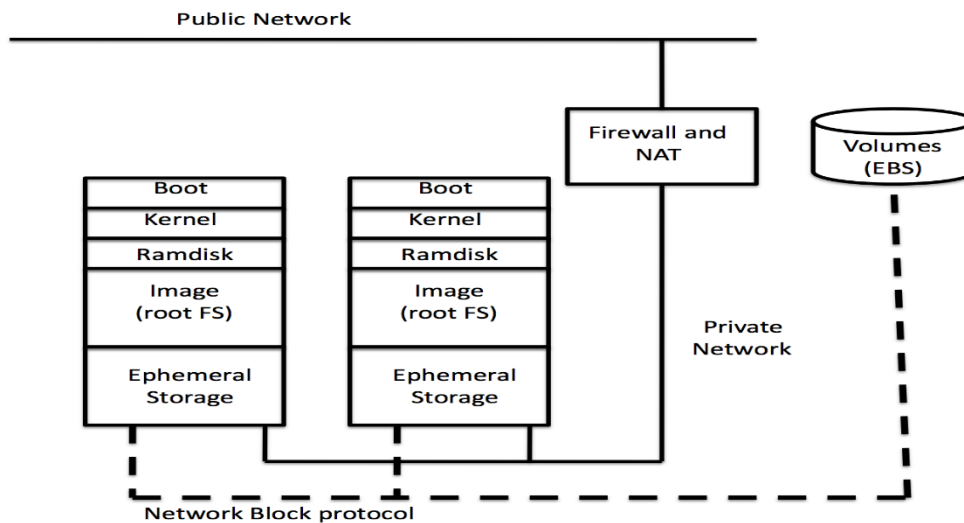 Public Network
Firewall and
NAT
Volumes
(EBS)
Boot
Kernel
Ramdisk
Image
(root FS)
Ephemeral
Storage
Boot
Kernel
Ramdisk
Image
(root FS)
Ephemeral
Storage
Private
Network
Network Block protocol